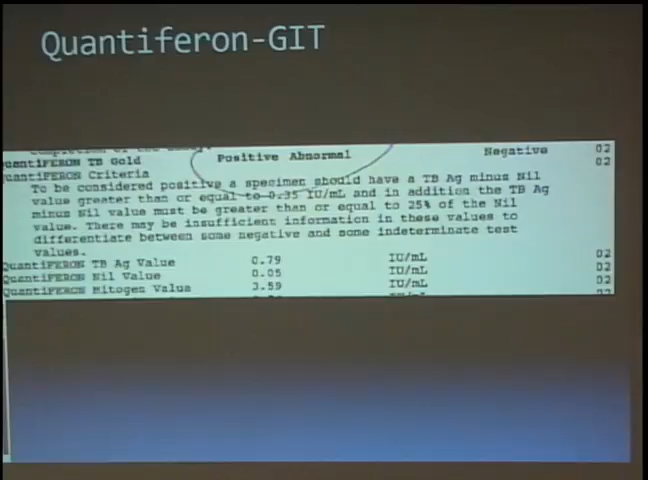 Quantiferon-GIT
QuantiFERON TB Gold Positive Abnormal Negative 02
QuantiFERON Criteria 02
To be considered positive a specimen should have a TB Ag minus Nil
value greater than or equal to 0.35 IU/mL and in addition the TB Ag
minus Nil value must be greater than or equal to 25% of the Nil
value. There may be insufficient information in these values to
differentiate between some negative and some indeterminate test
values.
QuantiFERON TB Ag Value 0.79 IU/mL 02
QuantiFERON Nil Value 0.05 IU/mL 02
QuantiFERON Mitogen Value 3.59 IU/mL 02